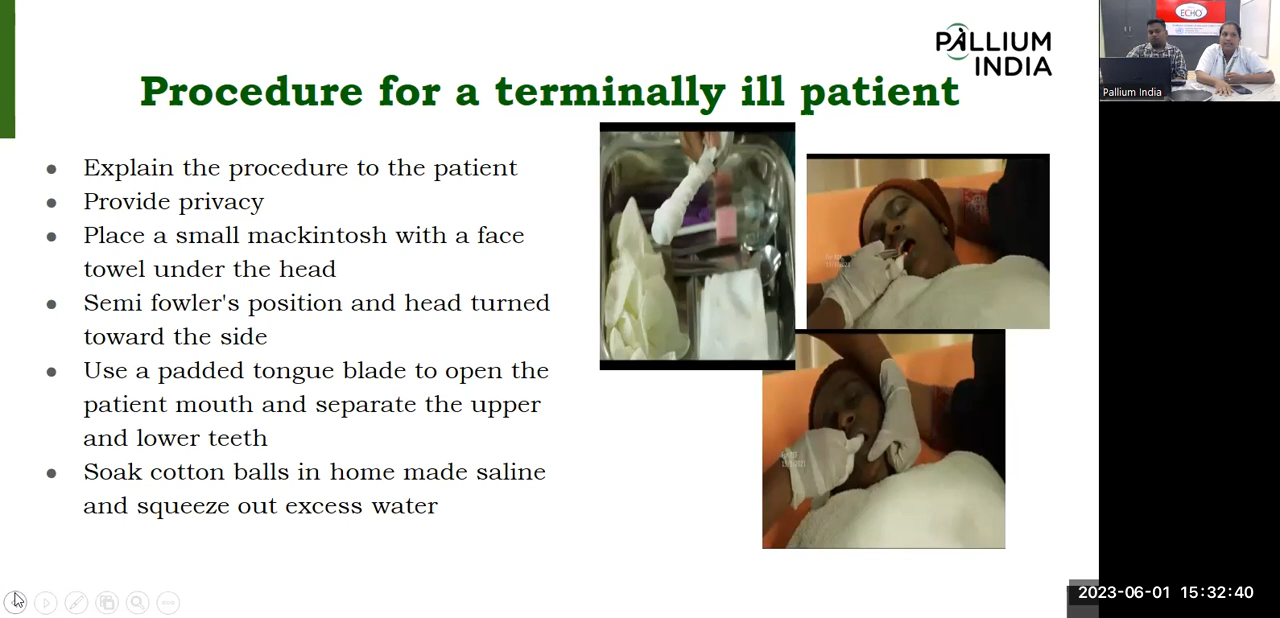 PALLIUM
INDIA
Procedure for a terminally ill patient
Explain the procedure to the patient
Provide privacy
Place a small mackintosh with a face
towel under the head
Semi fowler's position and head turned
toward the side
Use a padded tongue blade to open the
patient mouth and separate the upper
and lower teeth
Soak cotton balls in home made saline
and squeeze out excess water
ECHO
Pallium India
2023-06-01 15:32:40